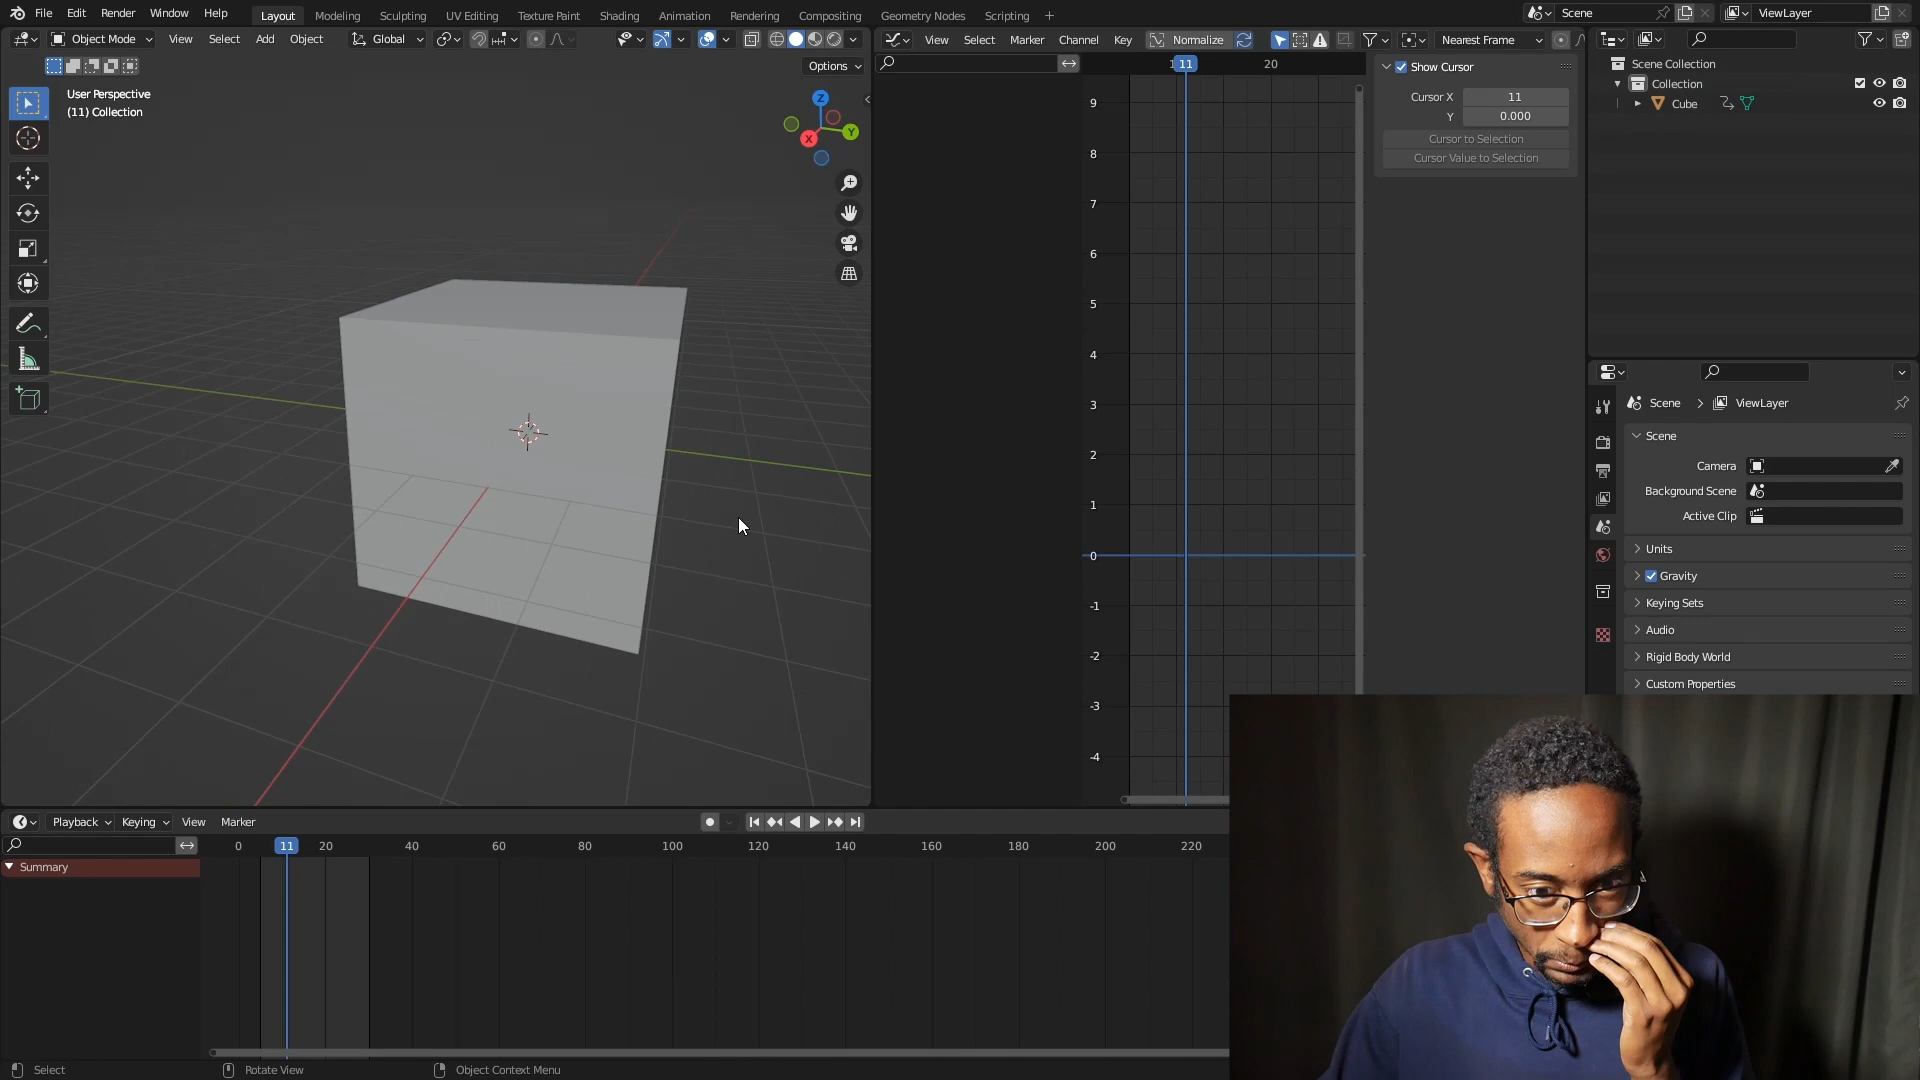 File Edit Render Window Help Layout Modeling Sculpting UV Editing Texture Paint Shading Animation Rendering Compositing Geometry Nodes Scripting + Scene ViewLayer
Object Mode View Select Add Object Global
View Select Marker Channel Key Normalize Nearest Frame
Options
User Perspective
(11) Collection
Z
Y
X
11 20
9
8
7
6
5
4
3
2
1
0
-1
-2
-3
-4
Show Cursor
Cursor X 11
Y 0.000
Cursor to Selection
Cursor Value to Selection
Scene Collection
Collection
Cube
Scene > ViewLayer
Scene
Camera
Background Scene
Active Clip
Units
Gravity
Keying Sets
Audio
Rigid Body World
Custom Properties
Playback Keying View Marker
0 11 20 40 60 80 100 120 140 160 180 200 220
Summary
Select Rotate View Object Context Menu